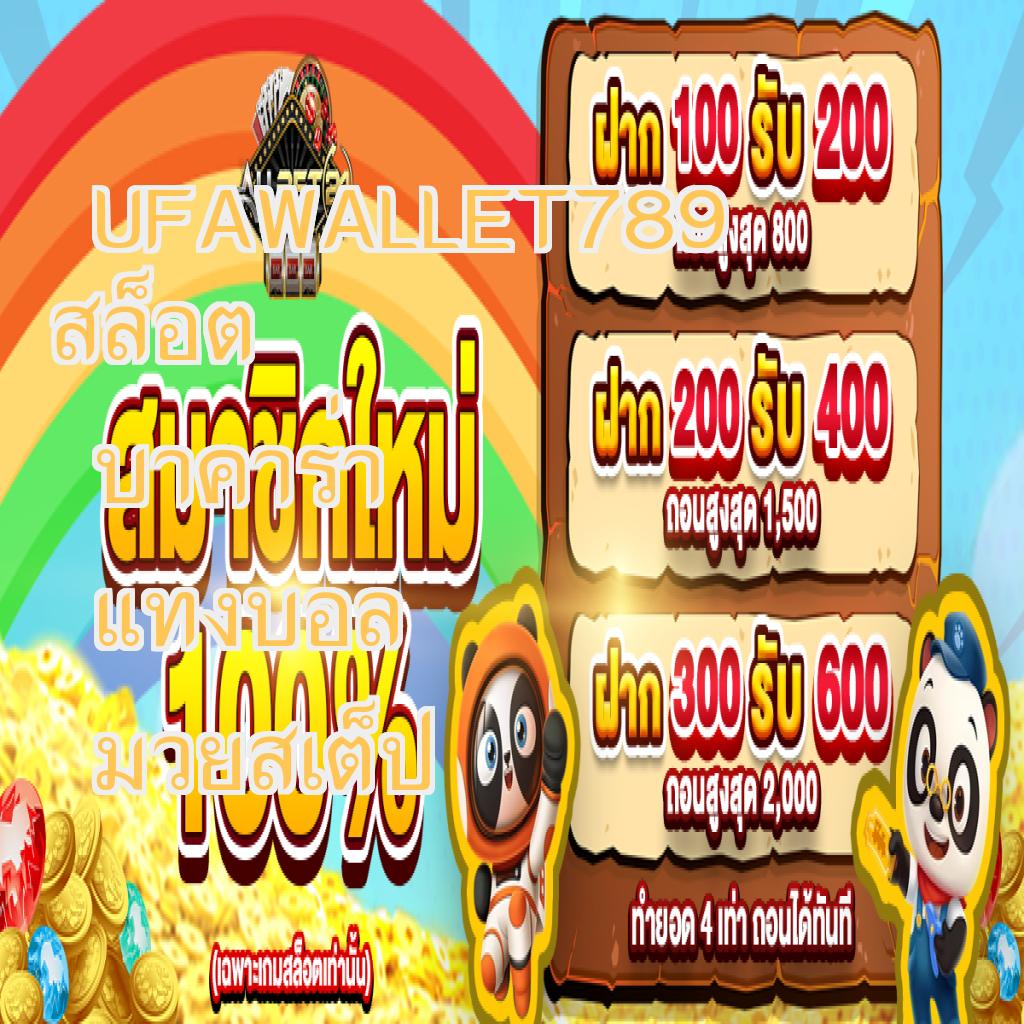 UFAWALLET789
สล็อต
สมาชิกใหม่
บาคาร่า
แทงบอล
100%
มวยสเต็ป
(เฉพาะเกมสล็อตเท่านั้น)
ฝาก 100 รับ 200
ถอนสูงสุด 800
ฝาก 200 รับ 400
ถอนสูงสุด 1,500
ฝาก 300 รับ 600
ถอนสูงสุด 2,000
ทำยอด 4 เท่า ถอนได้ทันที